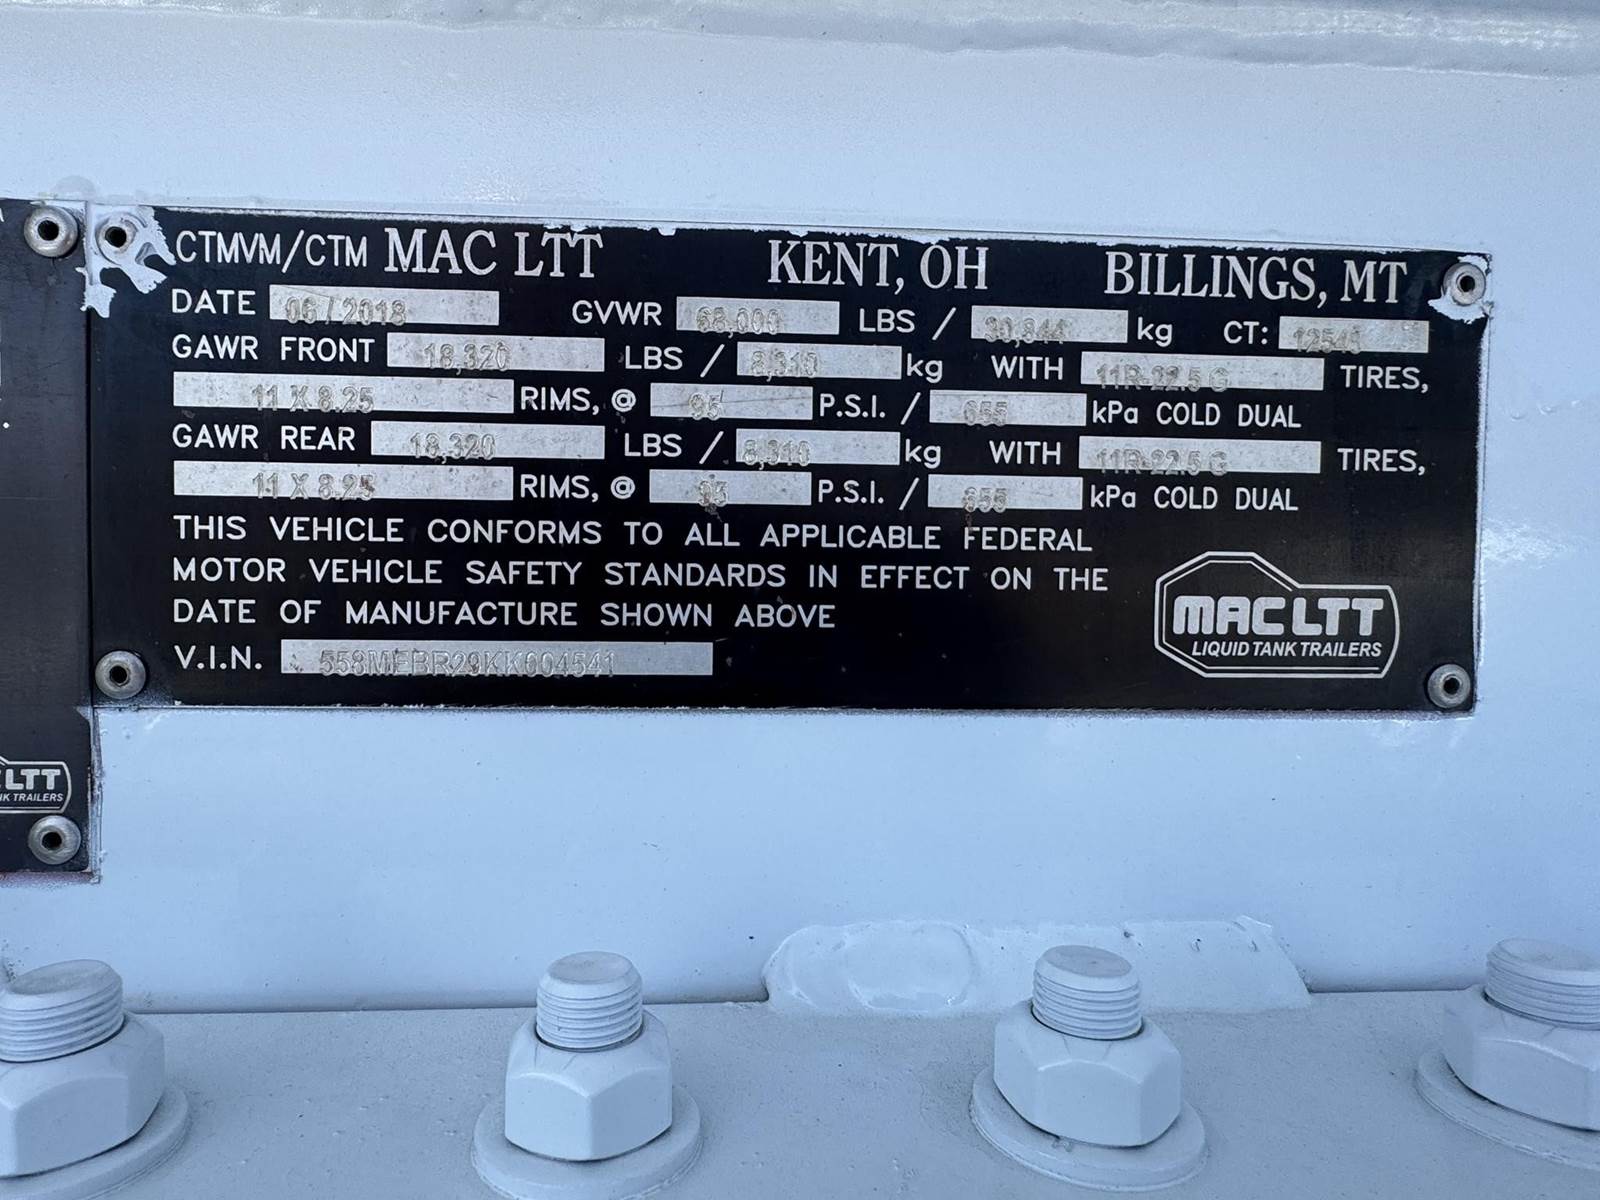 CTMVM/CTM MAC LTT KENT, OH BILLINGS, MT
DATE 06/2018 GVWR 68,000 LBS / 30,844 kg CT: 12543
GAWR FRONT 18,320 LBS / 8,310 kg WITH 11R-22.5 G TIRES,
11 X 8.25 RIMS, @ 95 P.S.I. / 655 kPa COLD DUAL
GAWR REAR 18,320 LBS / 8,310 kg WITH 11R-22.5 G TIRES,
11 X 8.25 RIMS, @ 95 P.S.I. / 655 kPa COLD DUAL
THIS VEHICLE CONFORMS TO ALL APPLICABLE FEDERAL
MOTOR VEHICLE SAFETY STANDARDS IN EFFECT ON THE
DATE OF MANUFACTURE SHOWN ABOVE
V.I.N. 558MEBR29KK004541
MAC LTT
LIQUID TANK TRAILERS
LTT
TRAILERS